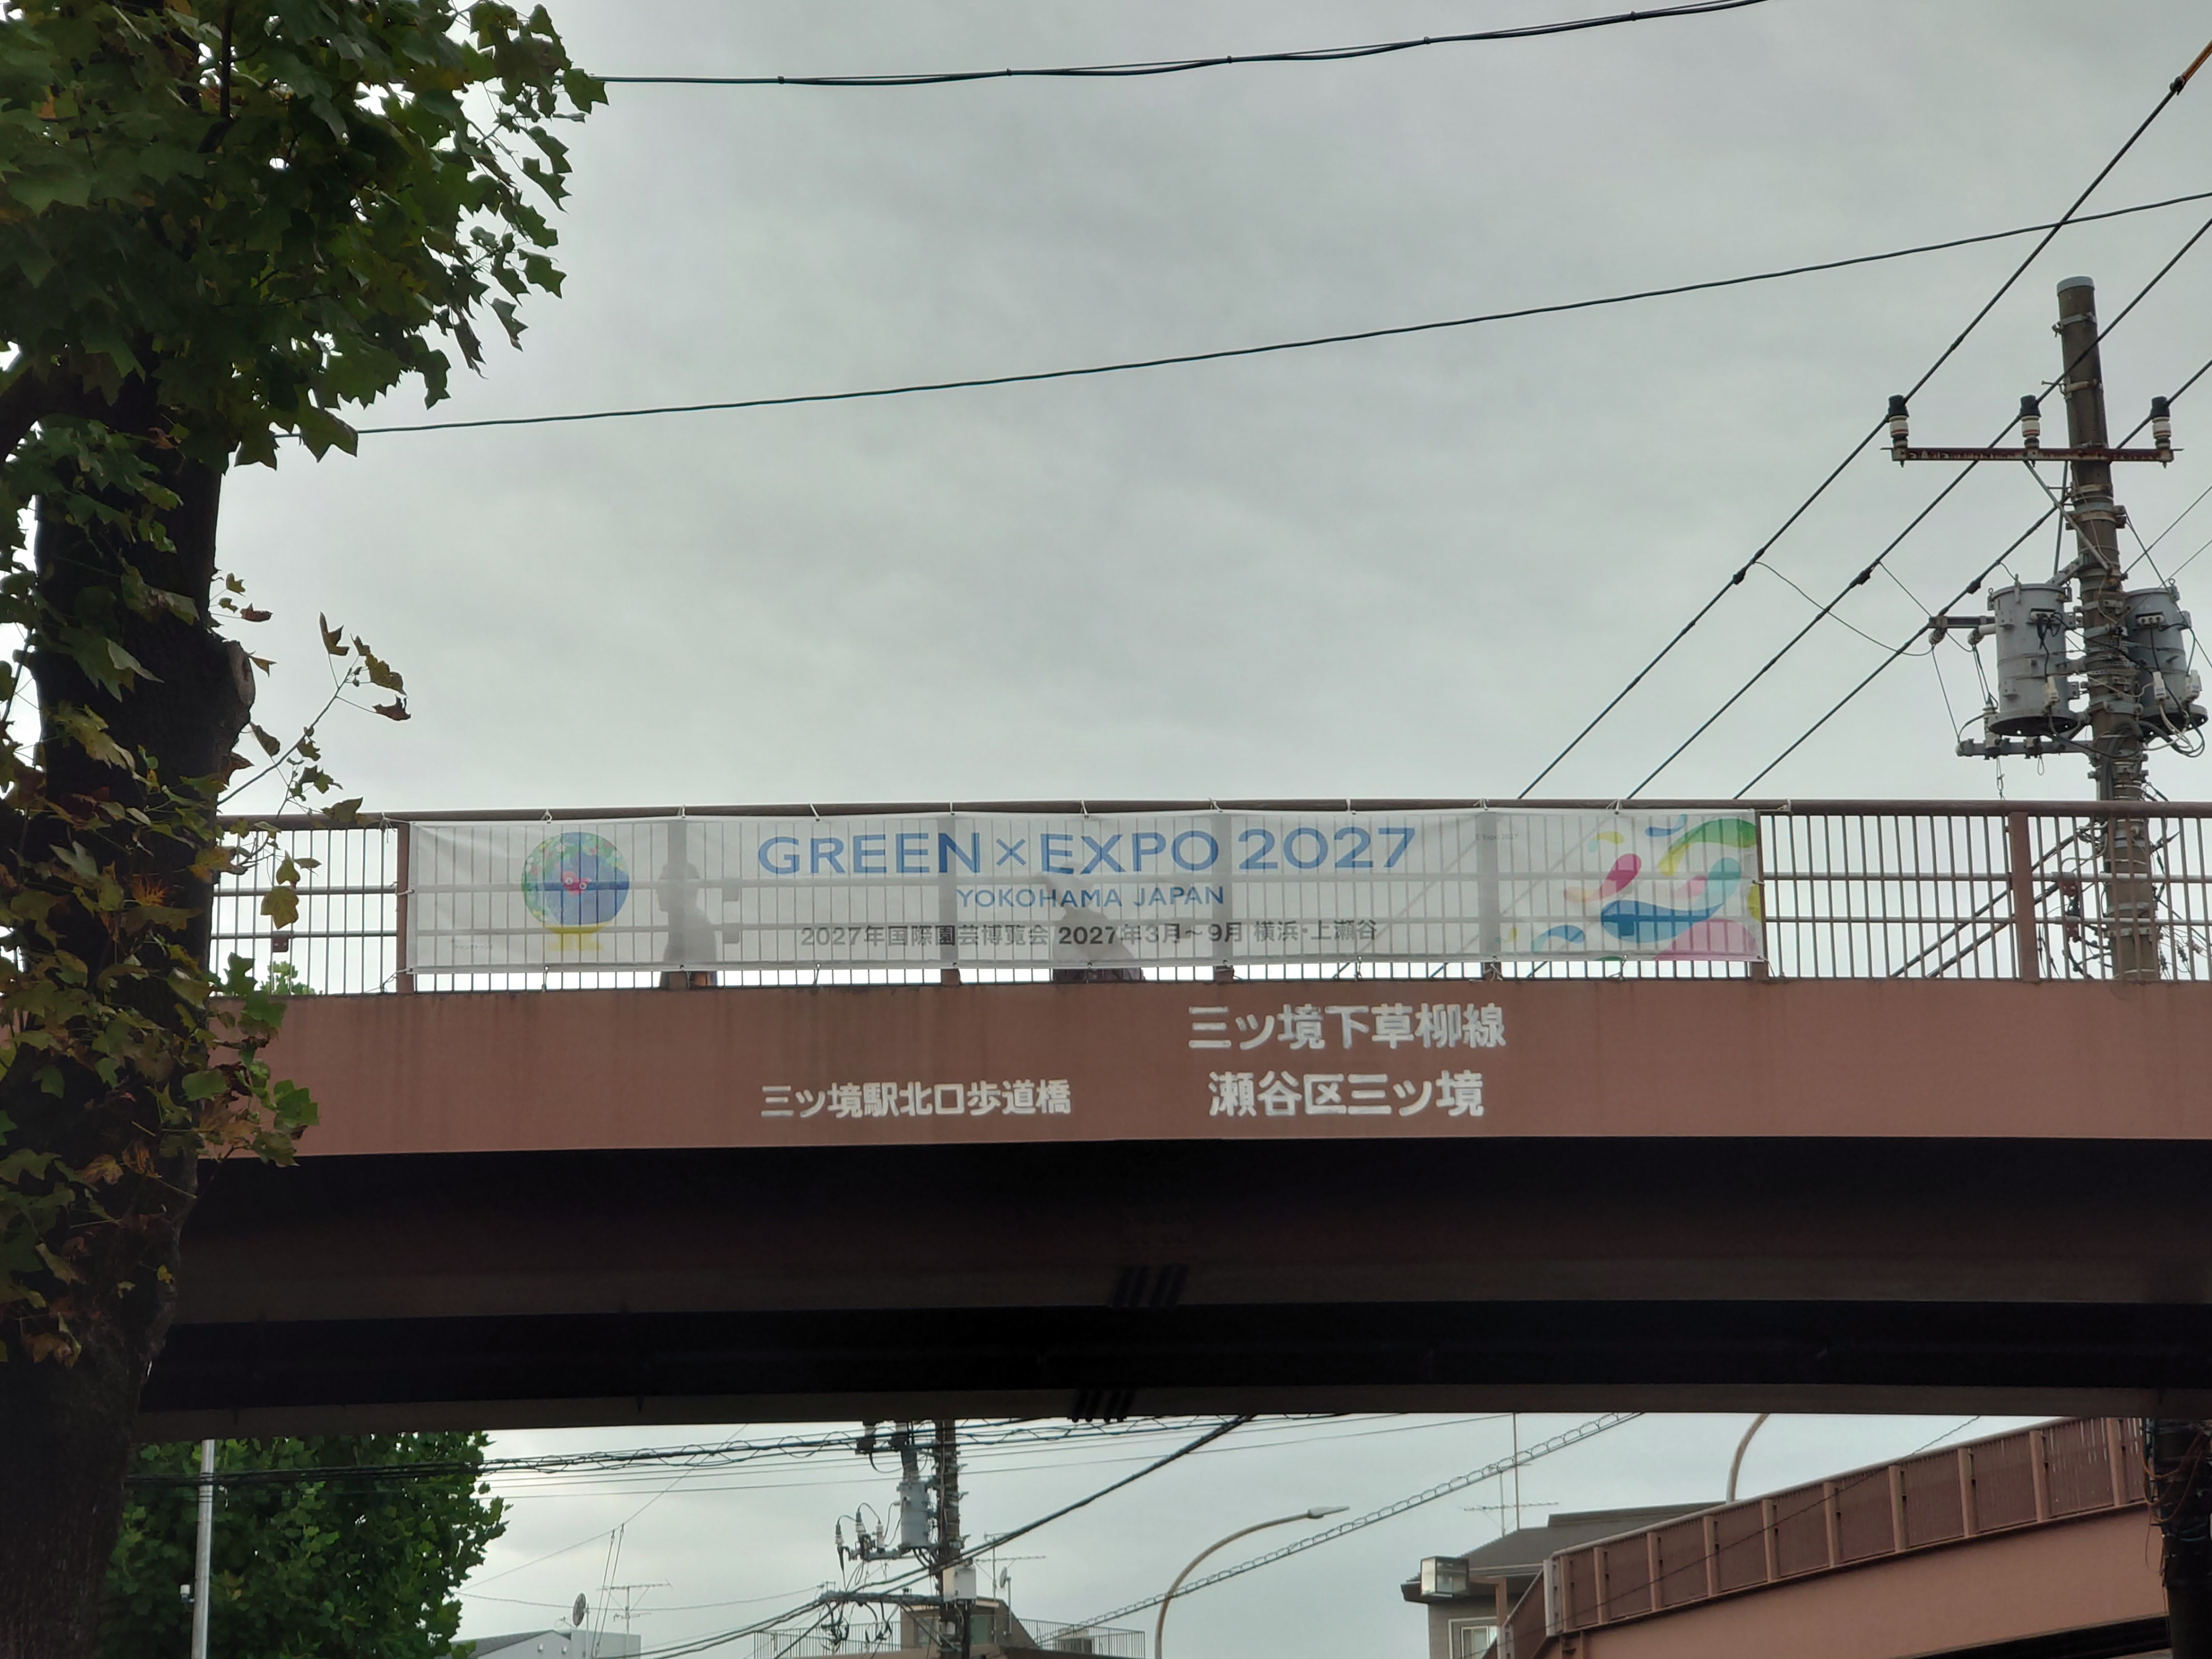 GREEN×EXPO 2027
YOKOHAMA JAPAN
2027年国際園芸博覧会 2027年3月～9月 横浜・上瀬谷
三ツ境下草柳線
三ツ境駅北口歩道橋
瀬谷区三ツ境